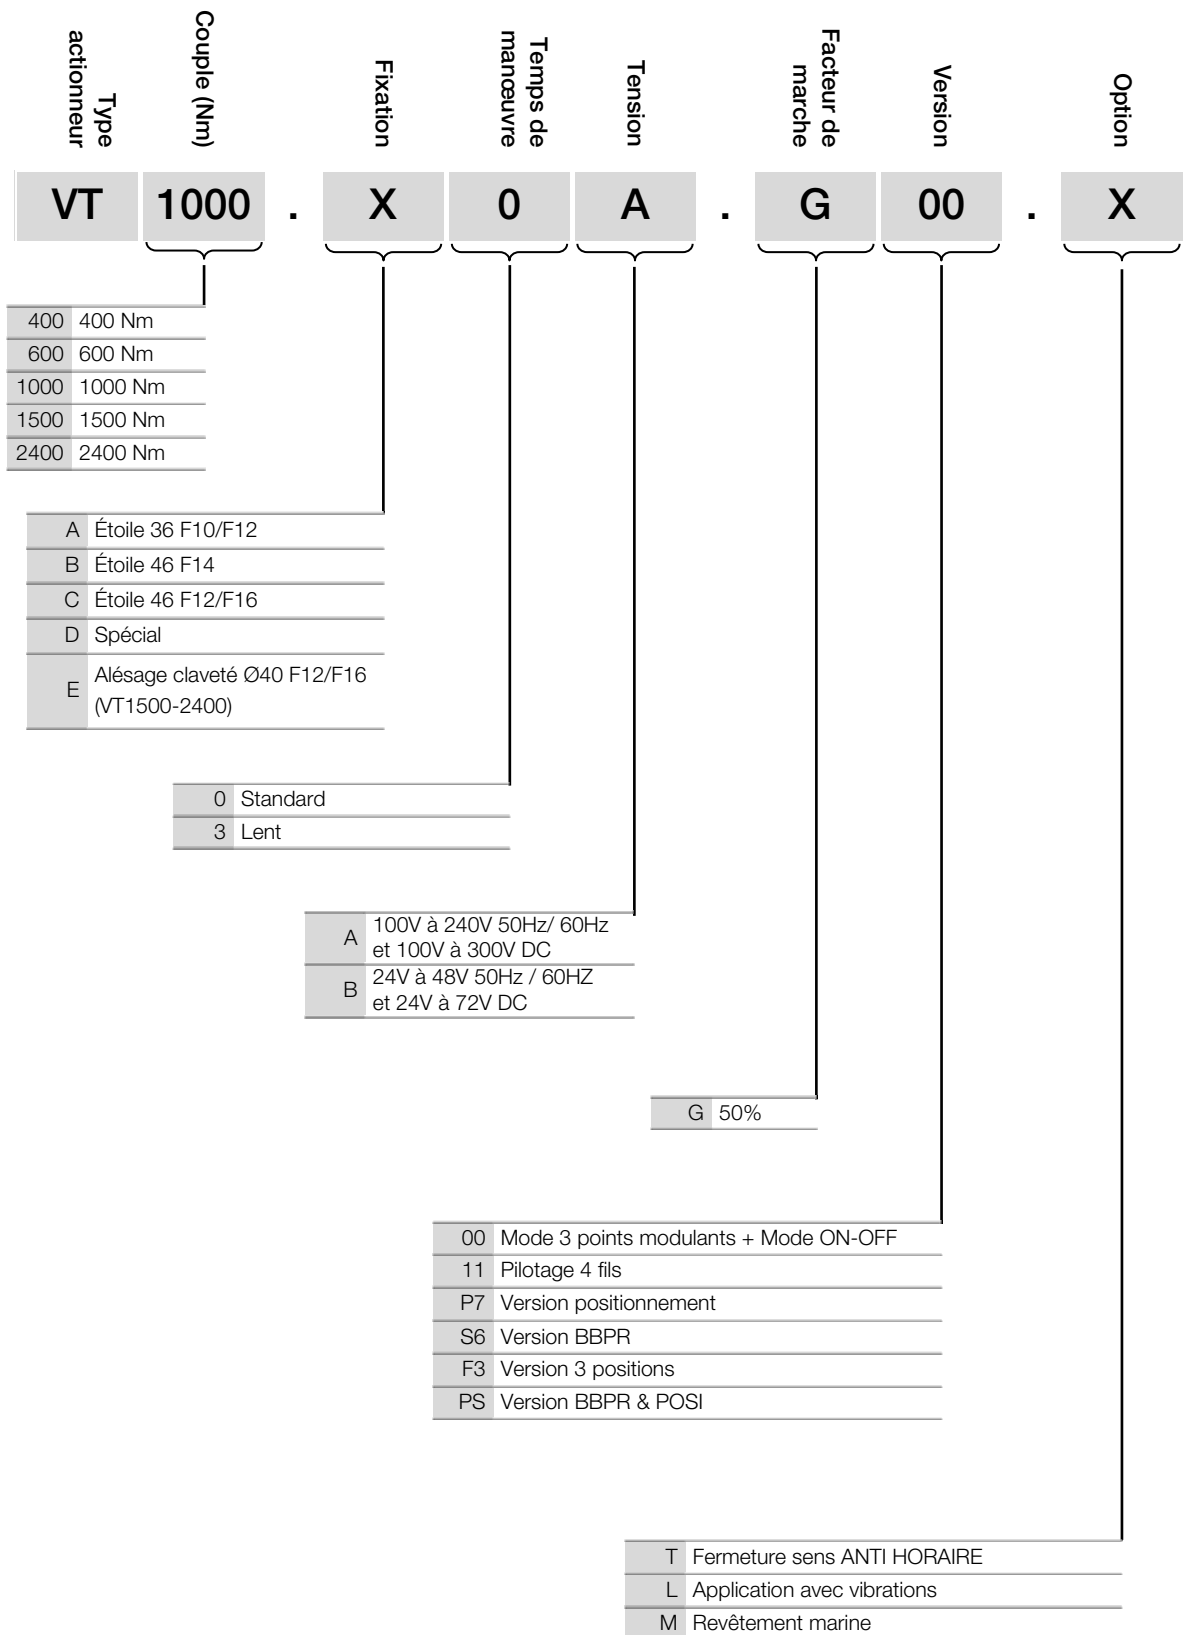 Type
actionneur
Couple (Nm)
Fixation
Temps de
manœuvre
Tension
Facteur de
marche
Version
Option
VT 1000 . X 0 A . G 00 . X
400 400 Nm
600 600 Nm
1000 1000 Nm
1500 1500 Nm
2400 2400 Nm
A Étoile 36 F10/F12
B Étoile 46 F14
C Étoile 46 F12/F16
D Spécial
E Alésage claveté Ø40 F12/F16
(VT1500-2400)
0 Standard
3 Lent
A 100V à 240V 50Hz/ 60Hz
et 100V à 300V DC
B 24V à 48V 50Hz / 60HZ
et 24V à 72V DC
G 50%
00 Mode 3 points modulants + Mode ON-OFF
11 Pilotage 4 fils
P7 Version positionnement
S6 Version BBPR
F3 Version 3 positions
PS Version BBPR & POSI
T Fermeture sens ANTI HORAIRE
L Application avec vibrations
M Revêtement marine